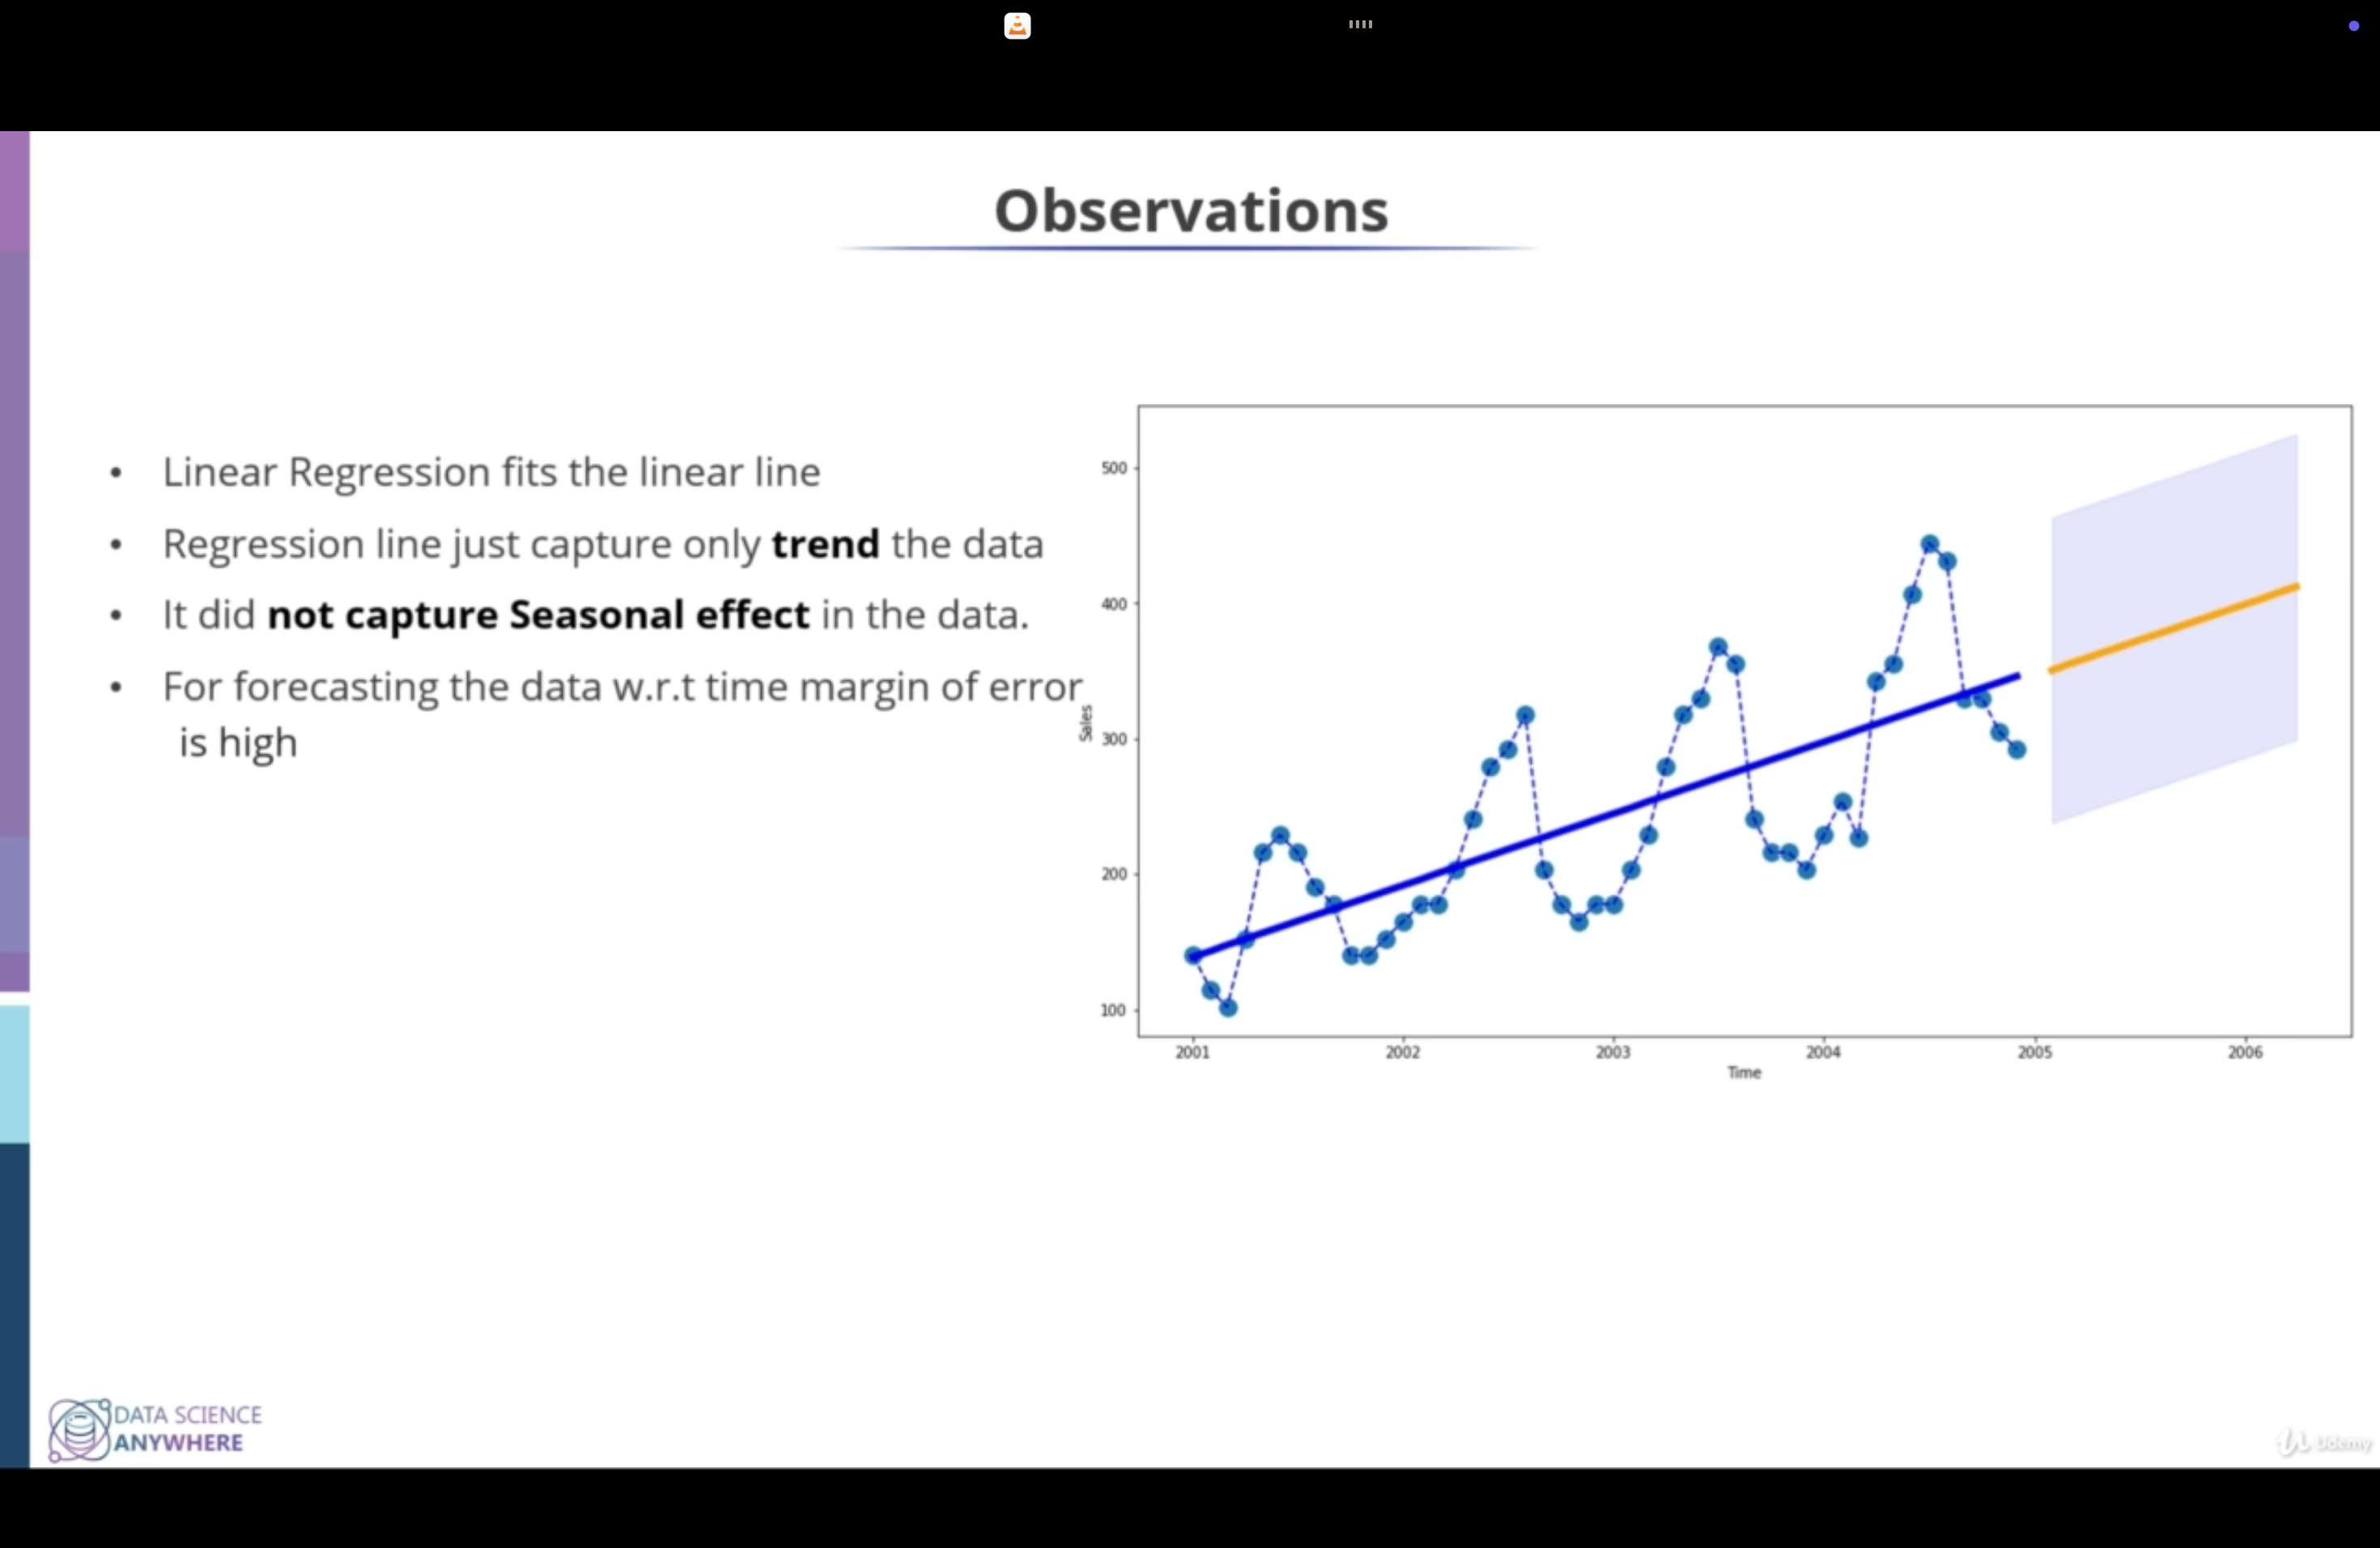 Observations
• Linear Regression fits the linear line
• Regression line just capture only trend the data
• It did not capture Seasonal effect in the data.
• For forecasting the data w.r.t time margin of error
is high
500
400
300
200
100
Sales
2001 2002 2003 2004 2005 2006
Time
DATA SCIENCE
ANYWHERE
Udemy